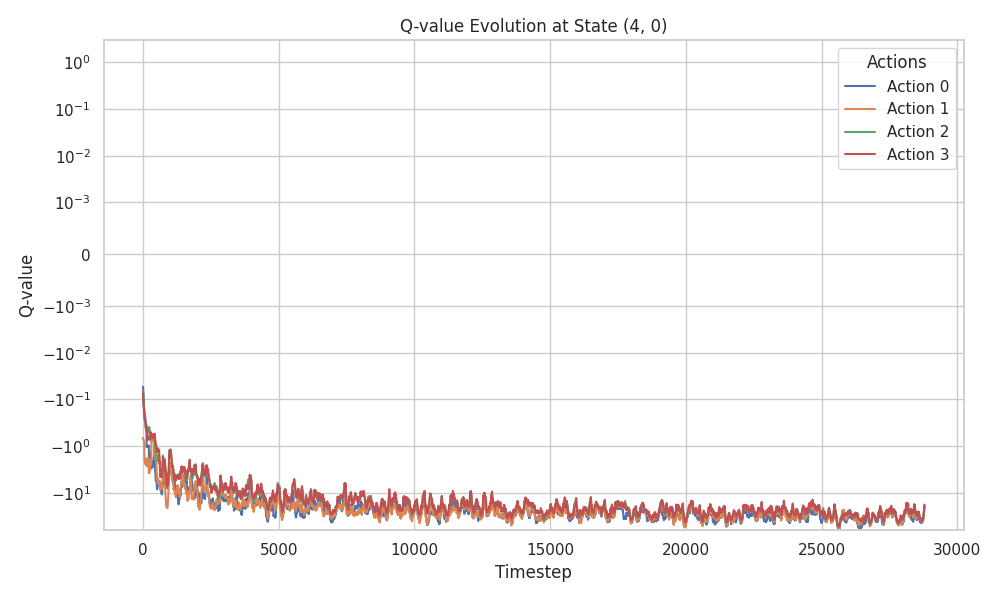 Q-value Evolution at State (4, 0)
Q-value
10⁰
10⁻¹
10⁻²
10⁻³
0
−10⁻³
−10⁻²
−10⁻¹
−10⁰
−10¹
Actions
Action 0
Action 1
Action 2
Action 3
0 5000 10000 15000 20000 25000 30000
Timestep